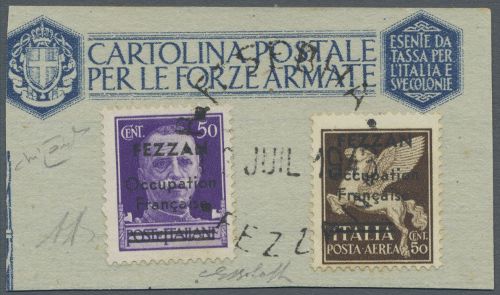 CARTOLINA POSTALE
PER LE FORZE ARMATE
ESENTE DA
TASSA PER
L'ITALIA E
SUE COLONIE
CENT. 50
FEZZAN
Occupation
Française
POSTE ITALIANE
JUIL
FEZZAN
Occupation
Française
ITALIA
POSTA-AEREA
CENT.
50